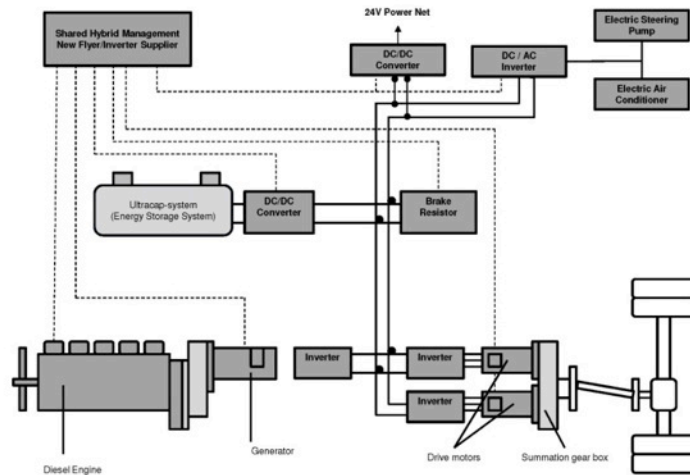 24V Power Net
Shared Hybrid Management
New Flyer/Inverter Supplier
DC/DC
Converter
DC / AC
Inverter
Electric Steering
Pump
Electric Air
Conditioner
Ultracap-system
(Energy Storage System)
DC/DC
Converter
Brake
Resistor
Inverter
Inverter
Inverter
Generator
Drive motors
Summation gear box
Diesel Engine